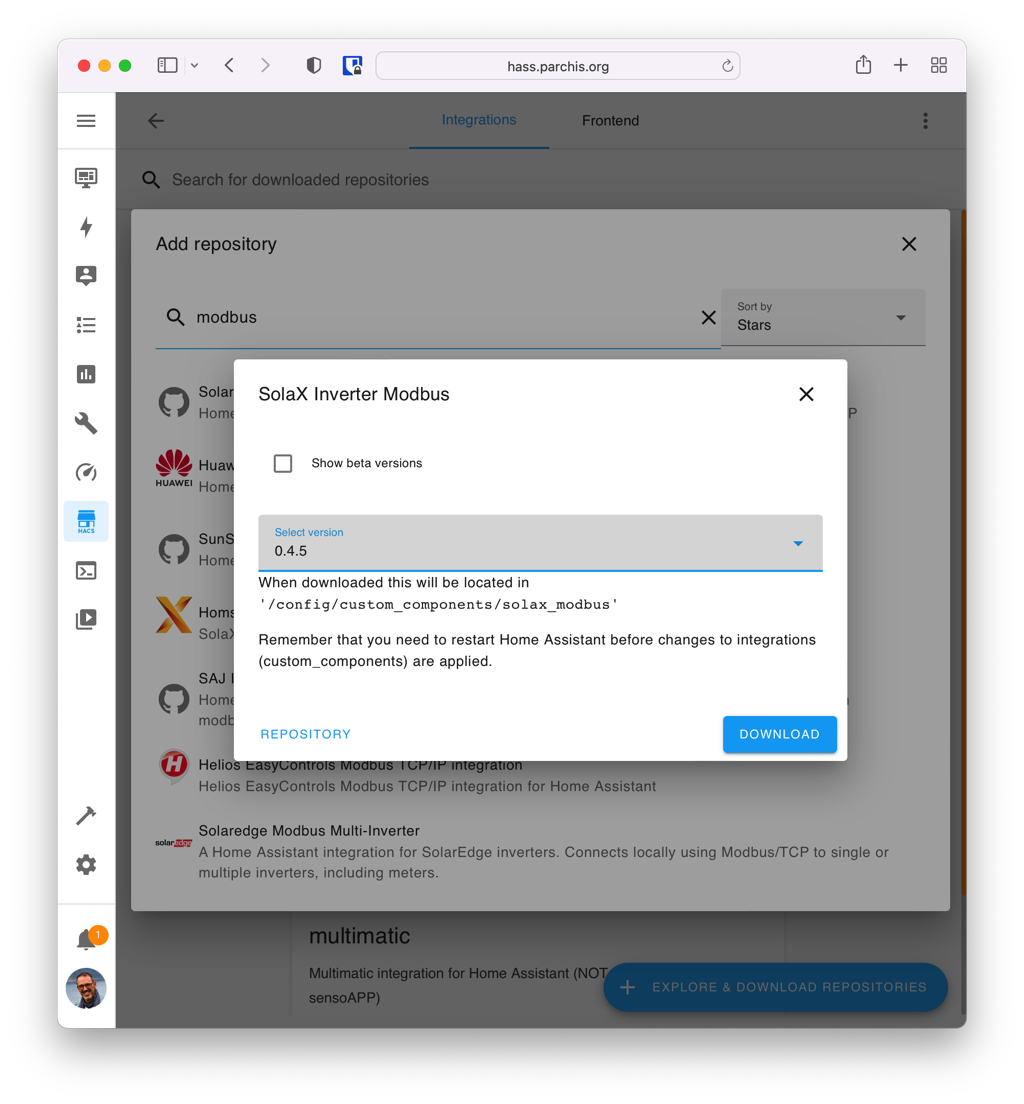 hass.parchis.org
Integrations
Frontend
Search for downloaded repositories
Add repository
modbus
Sort by
Stars
Solar
Home
P
HUAWEI
Huaw
Home
SolaX Inverter Modbus
Show beta versions
Select version
0.4.5
When downloaded this will be located in
'/config/custom_components/solax_modbus'
Remember that you need to restart Home Assistant before changes to integrations
(custom_components) are applied.
REPOSITORY
DOWNLOAD
HACS
SunS
Home
Homs
SolaX
SAJ I
Home
modb
Helios EasyControls Modbus TCP/IP integration
Helios EasyControls Modbus TCP/IP integration for Home Assistant
solaredge
Solaredge Modbus Multi-Inverter
A Home Assistant integration for SolarEdge inverters. Connects locally using Modbus/TCP to single or
multiple inverters, including meters.
1
multimatic
Multimatic integration for Home Assistant (NOT
sensoAPP)
EXPLORE & DOWNLOAD REPOSITORIES